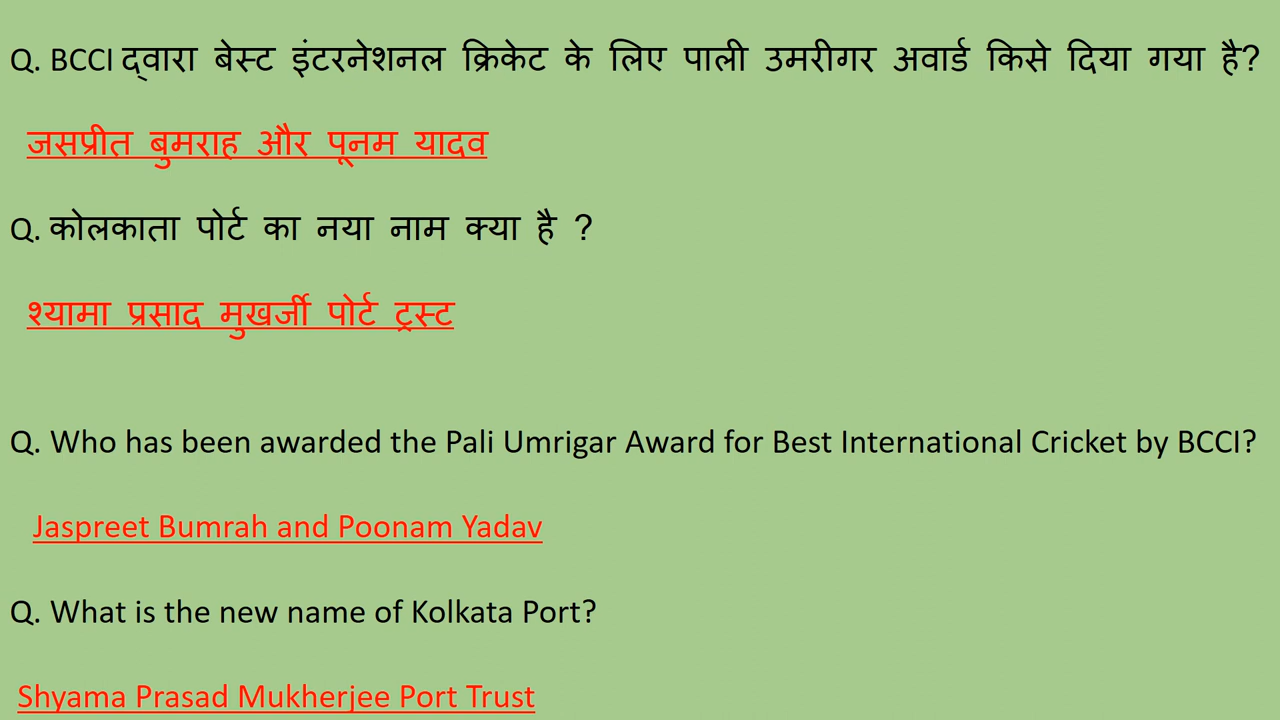 Q. BCCI द्वारा बेस्ट इंटरनेशनल क्रिकेट के लिए पाली उमरीगर अवार्ड किसे दिया गया है?
जसप्रीत बुमराह और पूनम यादव
Q. कोलकाता पोर्ट का नया नाम क्या है ?
श्यामा प्रसाद मुखर्जी पोर्ट ट्रस्ट
Q. Who has been awarded the Pali Umrigar Award for Best International Cricket by BCCI?
Jaspreet Bumrah and Poonam Yadav
Q. What is the new name of Kolkata Port?
Shyama Prasad Mukherjee Port Trust